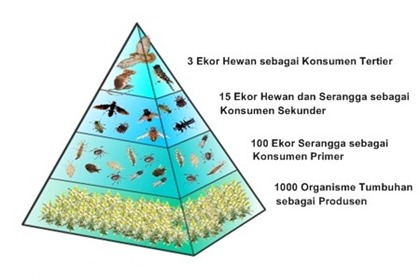 3 Ekor Hewan sebagai Konsumen Tertier
15 Ekor Hewan dan Serangga sebagai
Konsumen Sekunder
100 Ekor Serangga sebagai
Konsumen Primer
1000 Organisme Tumbuhan
sebagai Produsen